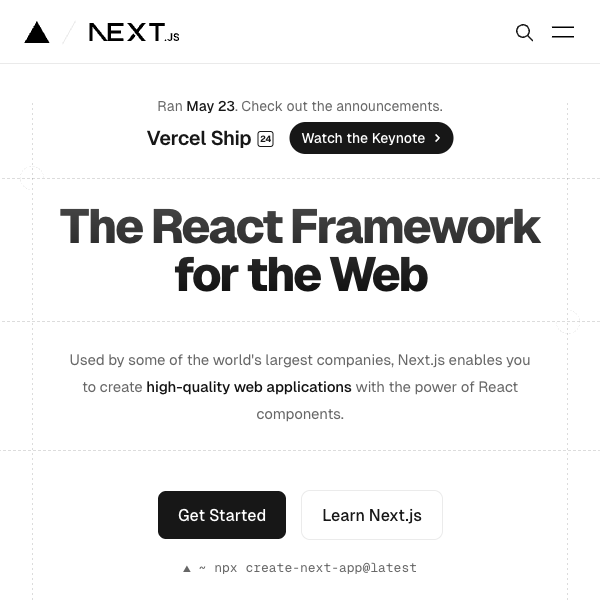 NEXT.JS
Ran May 23. Check out the announcements.
Vercel Ship 24 Watch the Keynote
The React Framework
for the Web
Used by some of the world's largest companies, Next.js enables you
to create high-quality web applications with the power of React
components.
Get Started Learn Next.js
▲ ~ npx create-next-app@latest